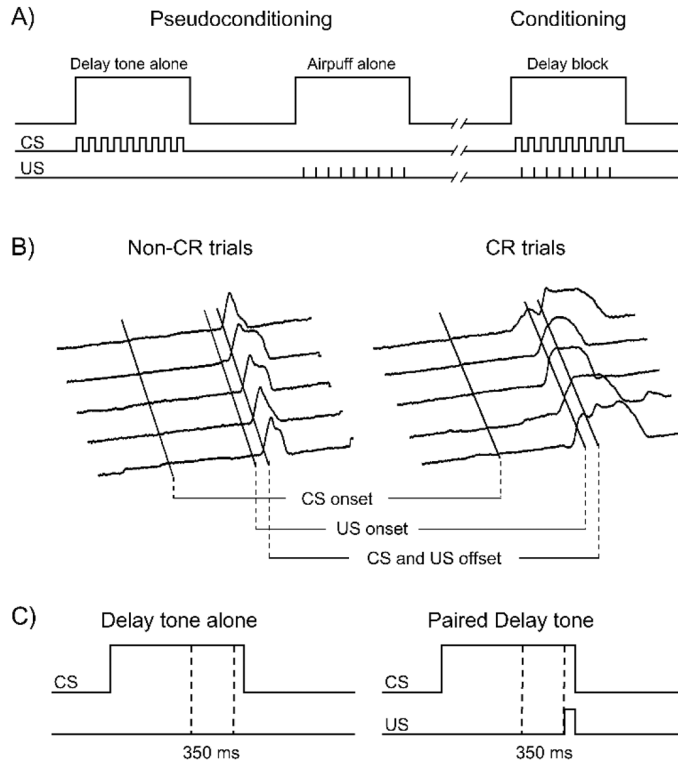 A)
Pseudoconditioning Conditioning
Delay tone alone Airpuff alone Delay block
CS
US
B)
Non-CR trials CR trials
CS onset
US onset
CS and US offset
C)
Delay tone alone Paired Delay tone
CS CS
US
350 ms 350 ms